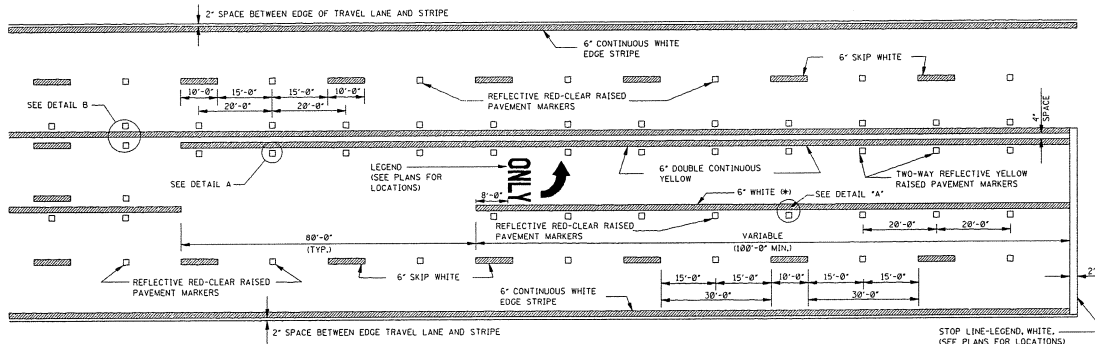 2" SPACE BETWEEN EDGE OF TRAVEL LANE AND STRIPE
6" CONTINUOUS WHITE
EDGE STRIPE
6" SKIP WHITE
10'-0"
15'-0"
15'-0"
10'-0"
20'-0"
20'-0"
REFLECTIVE RED-CLEAR RAISED
PAVEMENT MARKERS
SEE DETAIL B
4"
SPACE
SEE DETAIL A
LEGEND
(SEE PLANS FOR
LOCATIONS)
ONLY
6" DOUBLE CONTINUOUS
YELLOW
TWO-WAY REFLECTIVE YELLOW
RAISED PAVEMENT MARKERS
8'-0"
6" WHITE (*)
SEE DETAIL "A"
REFLECTIVE RED-CLEAR RAISED
PAVEMENT MARKERS
20'-0"
20'-0"
80'-0"
(TYP.)
VARIABLE
(100'-0" MIN.)
REFLECTIVE RED-CLEAR RAISED
PAVEMENT MARKERS
6" SKIP WHITE
15'-0"
15'-0"
10'-0"
15'-0"
15'-0"
30'-0"
30'-0"
2'
6" CONTINUOUS WHITE
EDGE STRIPE
2" SPACE BETWEEN EDGE TRAVEL LANE AND STRIPE
STOP LINE-LEGEND, WHITE,
(SEE PLANS FOR LOCATIONS)